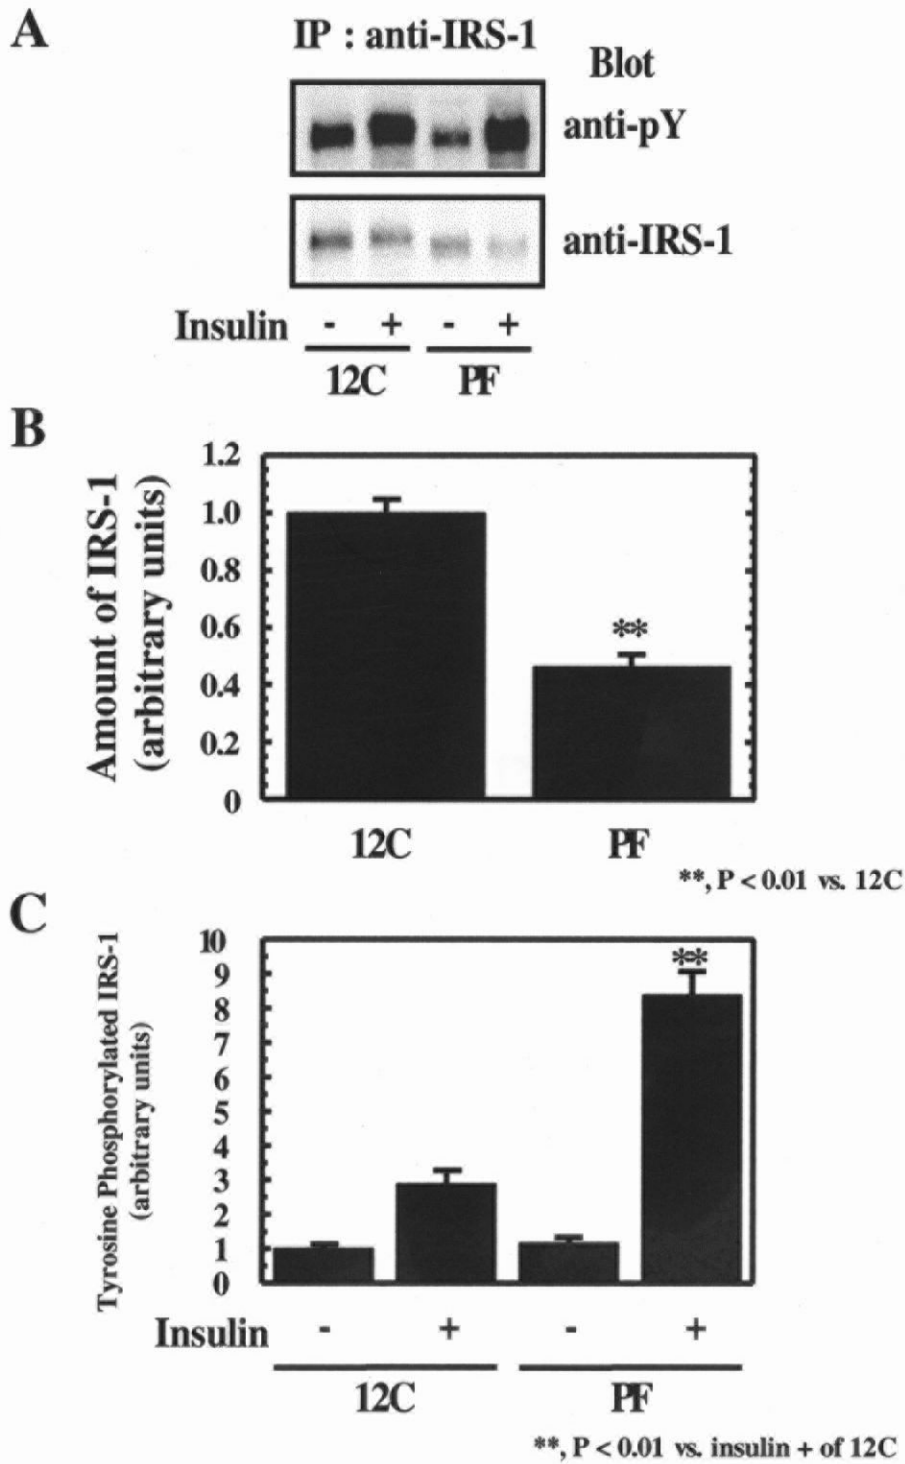 A
IP : anti-IRS-1
Blot
anti-pY
anti-IRS-1
Insulin - + - +
12C PF
B
Amount of IRS-1
(arbitrary units)
1.2
1.0
0.8
0.6
0.4
0.2
0
**
12C PF
**, P < 0.01 vs. 12C
C
Tyrosine Phosphorylated IRS-1
(arbitrary units)
10
9
8
7
6
5
4
3
2
1
0
**
Insulin - + - +
12C PF
**, P < 0.01 vs. insulin + of 12C